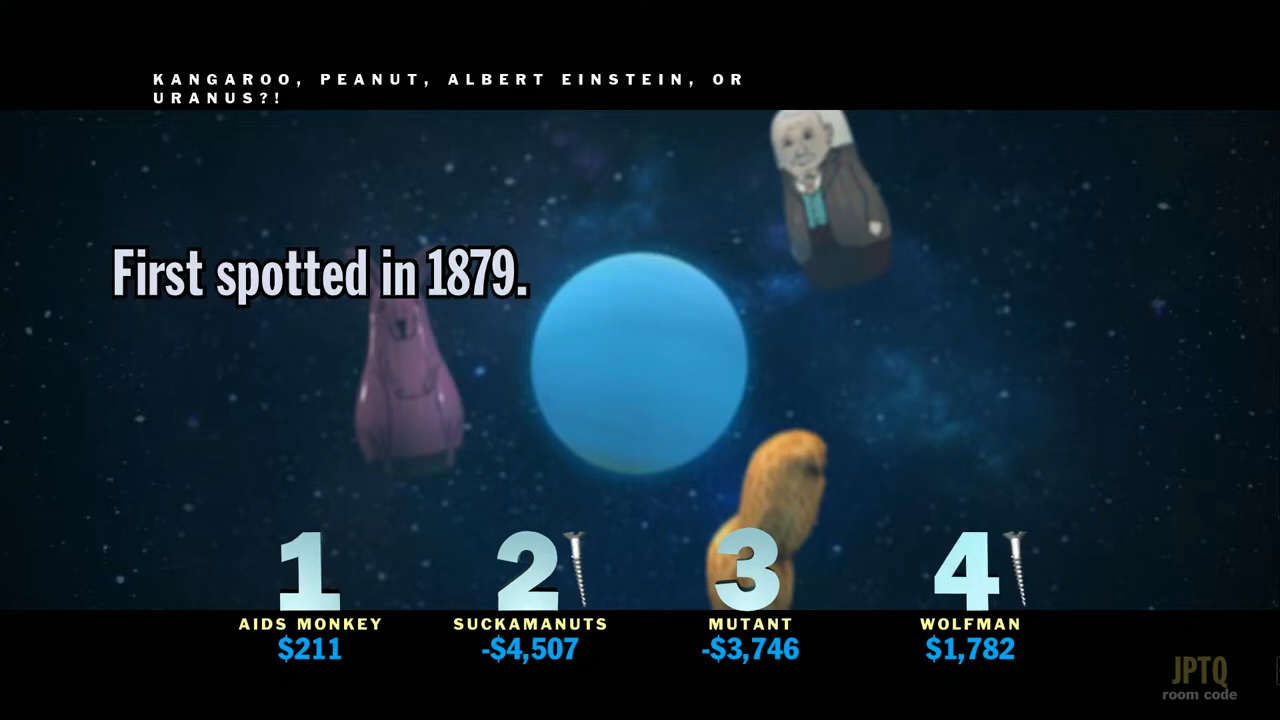 KANGAROO, PEANUT, ALBERT EINSTEIN, OR
URANUS?!
First spotted in 1879.
1 2 3 4
AIDS MONKEY SUCKAMANUTS MUTANT WOLFMAN
$211 -$4,507 -$3,746 $1,782
JPTQ
room code